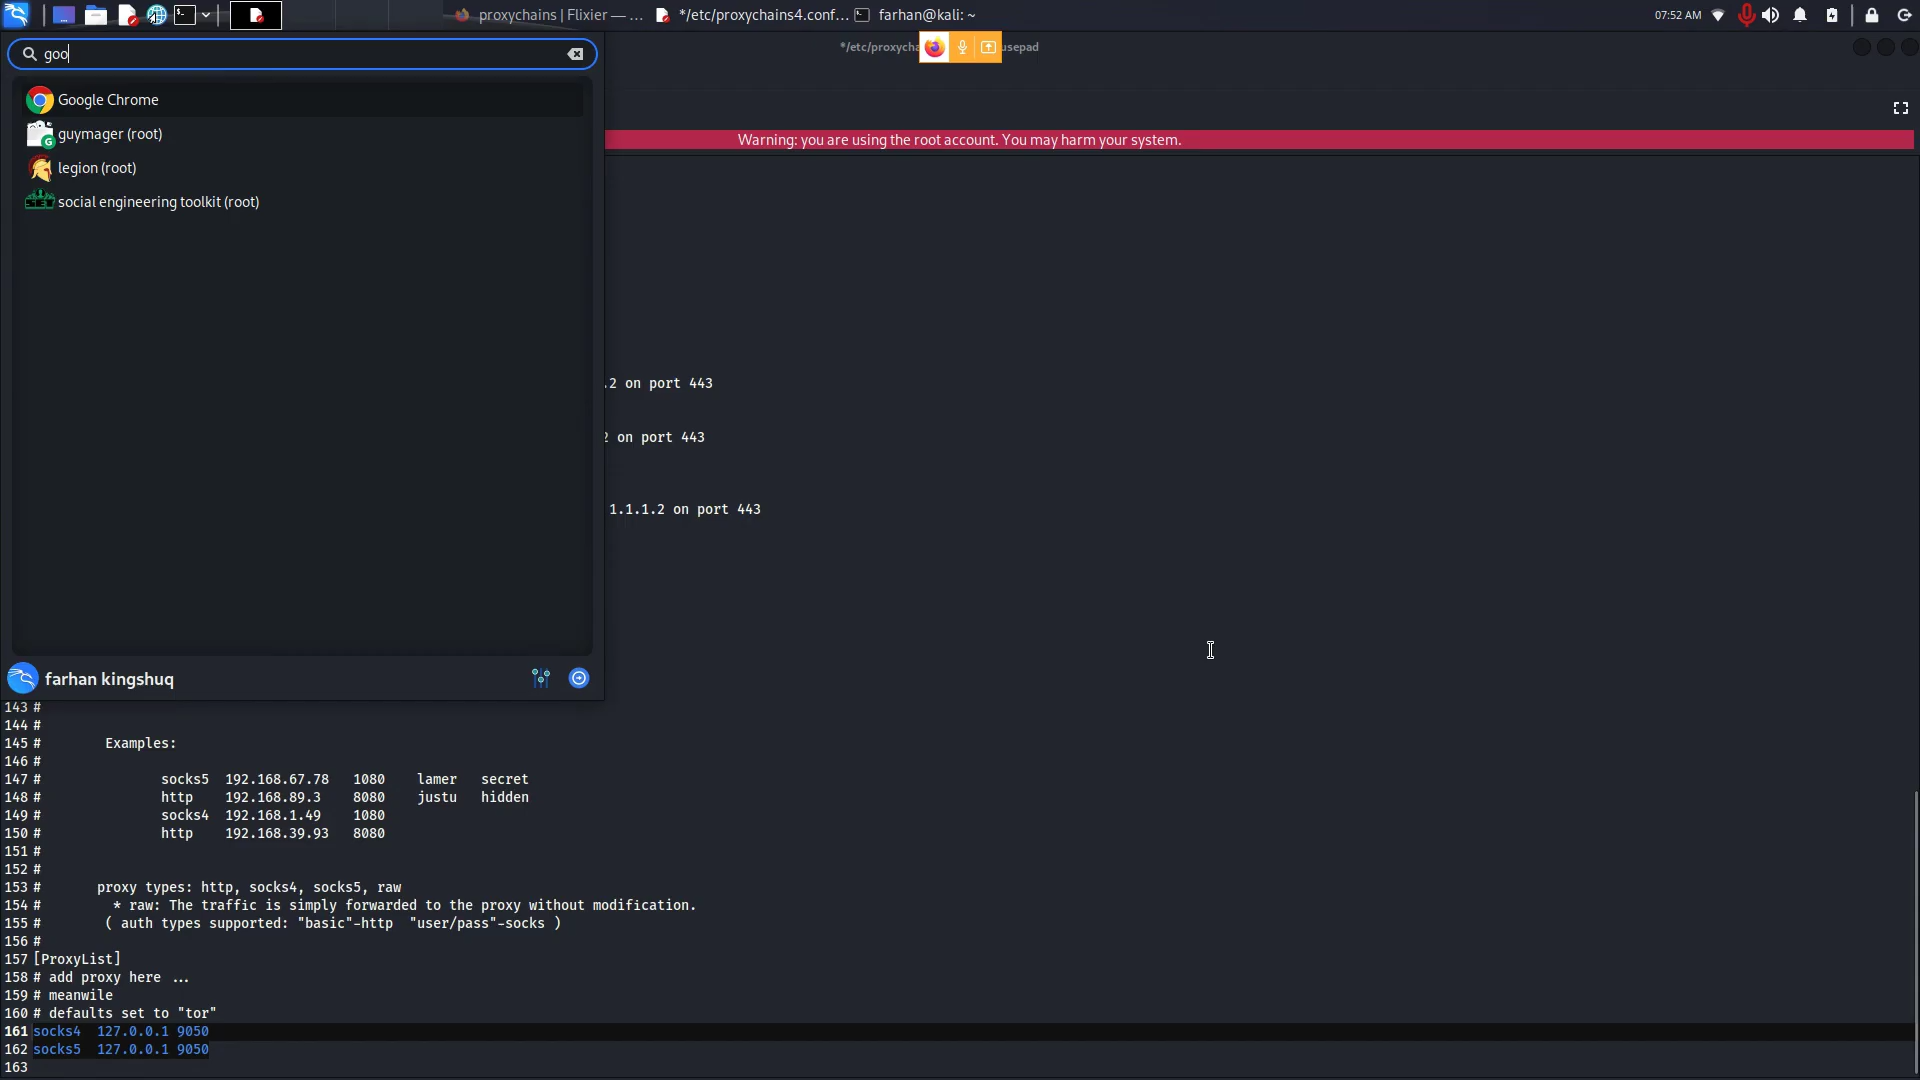 proxychains | Flixier — ...
*/etc/proxychains4.conf...
farhan@kali: ~
07:52 AM
goo
*/etc/proxycha
usepad
Google Chrome
guymager (root)
Warning: you are using the root account. You may harm your system.
legion (root)
social engineering toolkit (root)
.2 on port 443
2 on port 443
1.1.1.2 on port 443
farhan kingshuq
143 #
144 #
145 # Examples:
146 #
147 # socks5 192.168.67.78 1080 lamer secret
148 # http 192.168.89.3 8080 justu hidden
149 # socks4 192.168.1.49 1080
150 # http 192.168.39.93 8080
151 #
152 #
153 # proxy types: http, socks4, socks5, raw
154 # * raw: The traffic is simply forwarded to the proxy without modification.
155 # ( auth types supported: "basic"-http "user/pass"-socks )
156 #
157 [ProxyList]
158 # add proxy here ...
159 # meanwile
160 # defaults set to "tor"
161 socks4 127.0.0.1 9050
162 socks5 127.0.0.1 9050
163